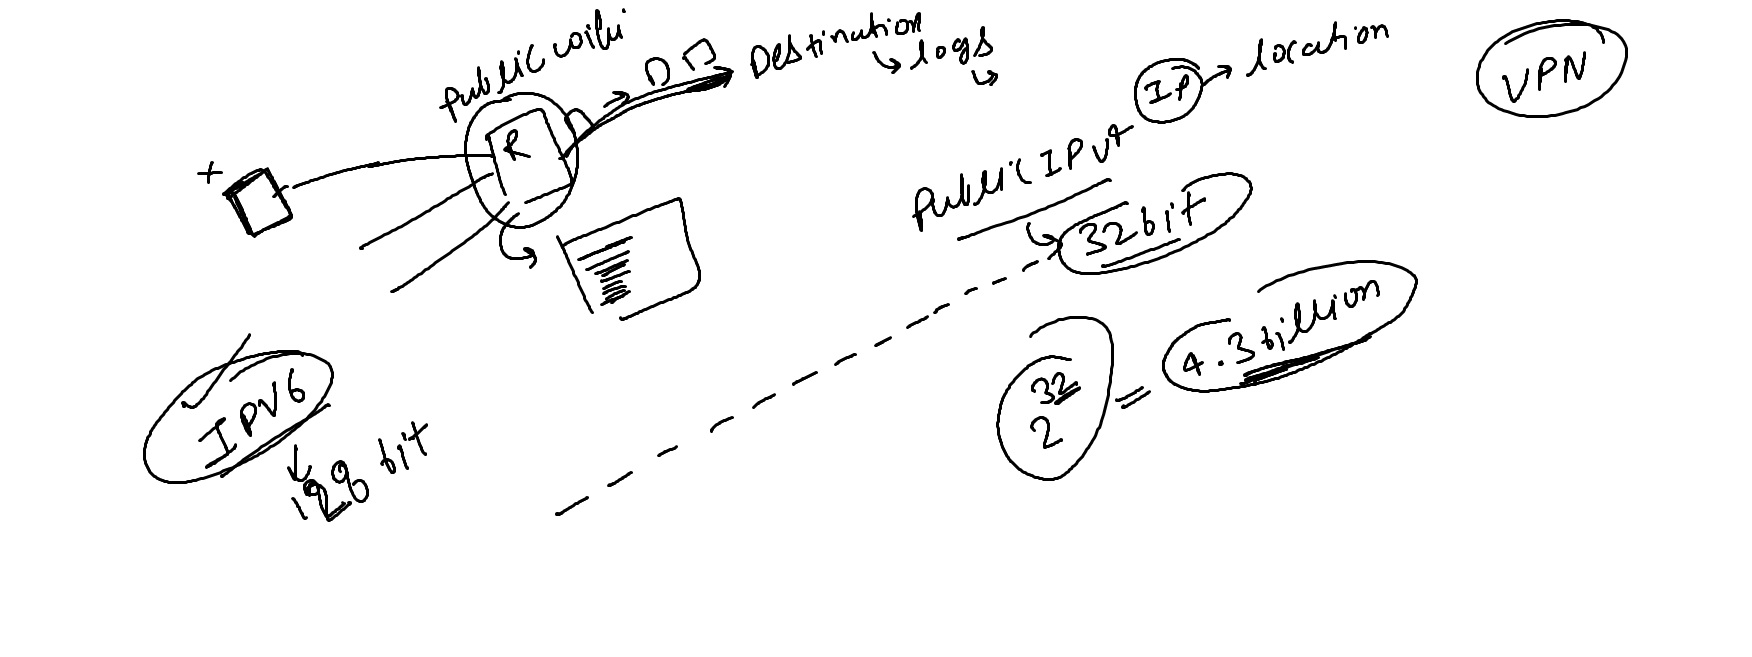 public wifi
Destination
logs
IP
location
VPN
R
Public IPv4
32 bit
2^32 = 4.3 billion
IPV6
128 bit